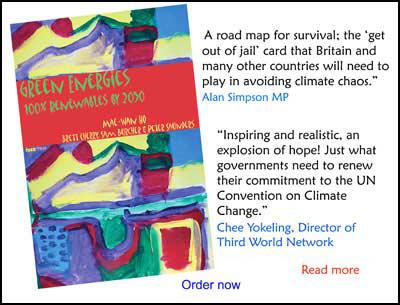 GREEN ENERGIES
100% RENEWABLES BY 2050
MAE-WAN HO
BRETT CHERRY, SAM BURCHER & PETER SAUNDERS
A road map for survival; the ‘get
out of jail’ card that Britain and
many other countries will need to
play in avoiding climate chaos.”
Alan Simpson MP
“Inspiring and realistic, an
explosion of hope! Just what
governments need to renew
their commitment to the UN
Convention on Climate
Change.”
Chee Yokeling, Director of
Third World Network
Read more
Order now